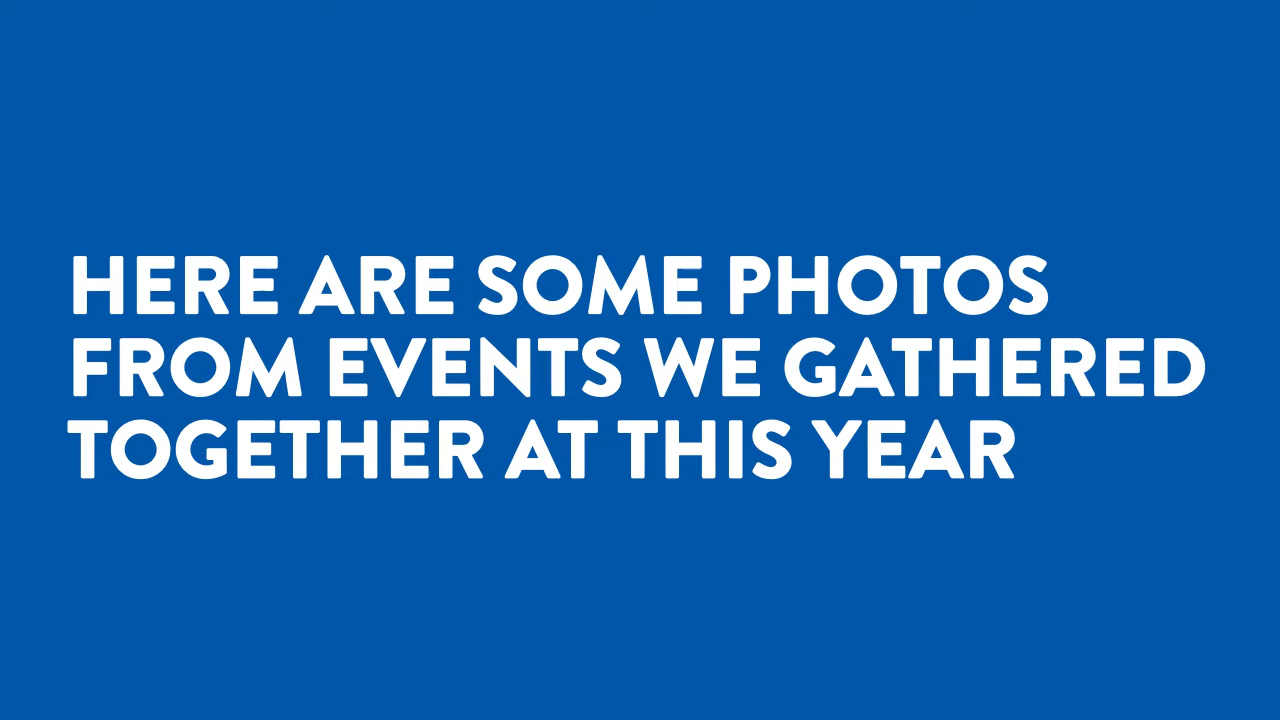 HERE ARE SOME PHOTOS
FROM EVENTS WE GATHERED
TOGETHER AT THIS YEAR